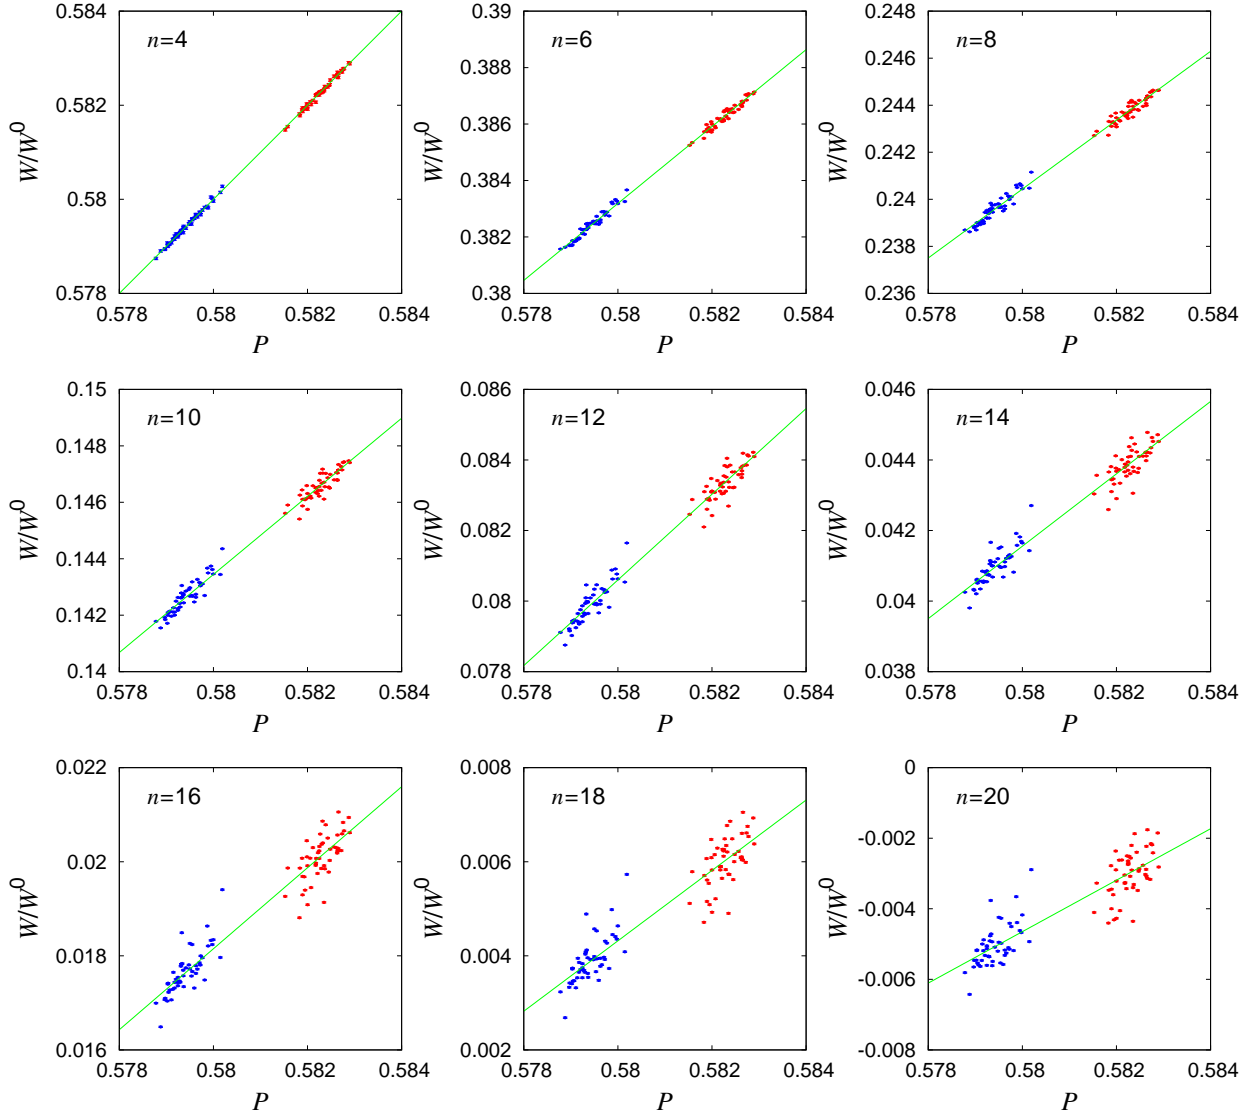 0.584
0.582
0.58
0.578
W/W⁰
n=4
0.578 0.58 0.582 0.584
P
0.39
0.388
0.386
0.384
0.382
0.38
W/W⁰
n=6
0.578 0.58 0.582 0.584
P
0.248
0.246
0.244
0.242
0.24
0.238
0.236
W/W⁰
n=8
0.578 0.58 0.582 0.584
P
0.15
0.148
0.146
0.144
0.142
0.14
W/W⁰
n=10
0.578 0.58 0.582 0.584
P
0.086
0.084
0.082
0.08
0.078
W/W⁰
n=12
0.578 0.58 0.582 0.584
P
0.046
0.044
0.042
0.04
0.038
W/W⁰
n=14
0.578 0.58 0.582 0.584
P
0.022
0.02
0.018
0.016
W/W⁰
n=16
0.578 0.58 0.582 0.584
P
0.008
0.006
0.004
0.002
W/W⁰
n=18
0.578 0.58 0.582 0.584
P
0
-0.002
-0.004
-0.006
-0.008
W/W⁰
n=20
0.578 0.58 0.582 0.584
P